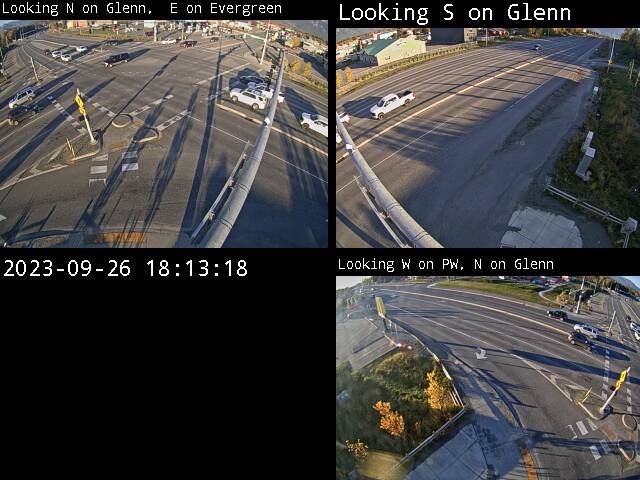 Looking N on Glenn,  E on Evergreen
Looking S on Glenn
2023-09-26 18:13:18
Looking W on PW, N on Glenn